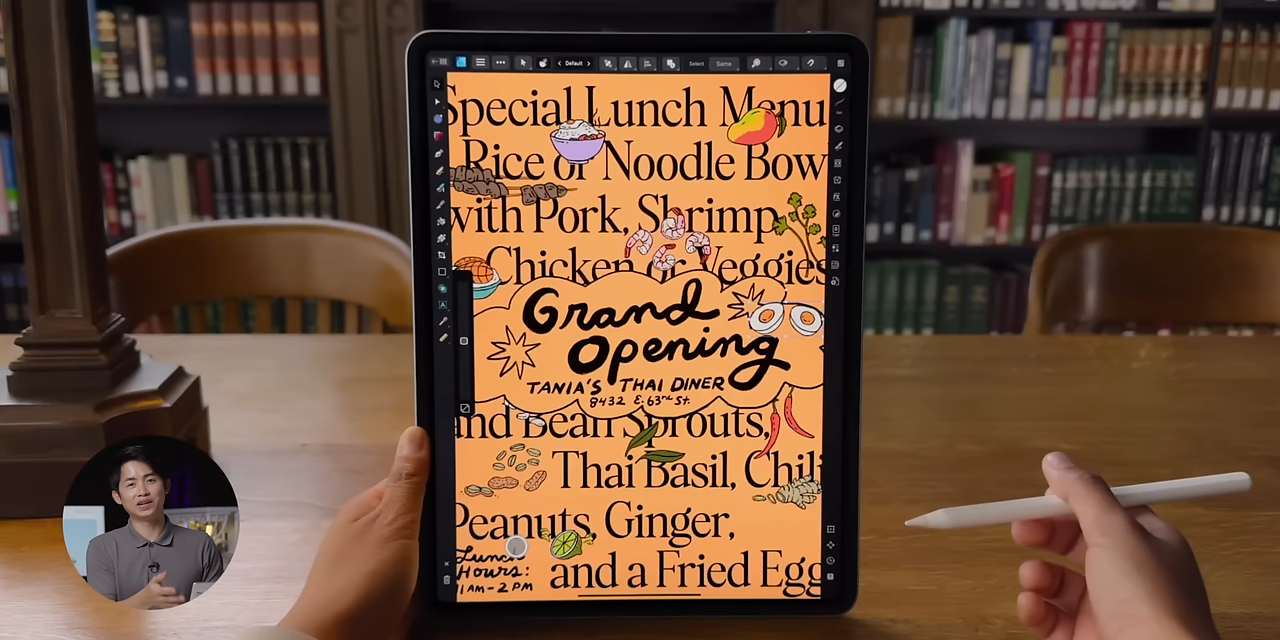 Default
Select
Same
Special Lunch Menu
Rice or Noodle Bow
with Pork, Shrimp,
Chicken or Veggies
Grand
Opening
TANIA'S THAI DINER
8432 E. 63rd St.
and Bean Sprouts,
Thai Basil, Chili
Peanuts, Ginger,
Lunch
Hours:
11AM-2PM
and a Fried Egg